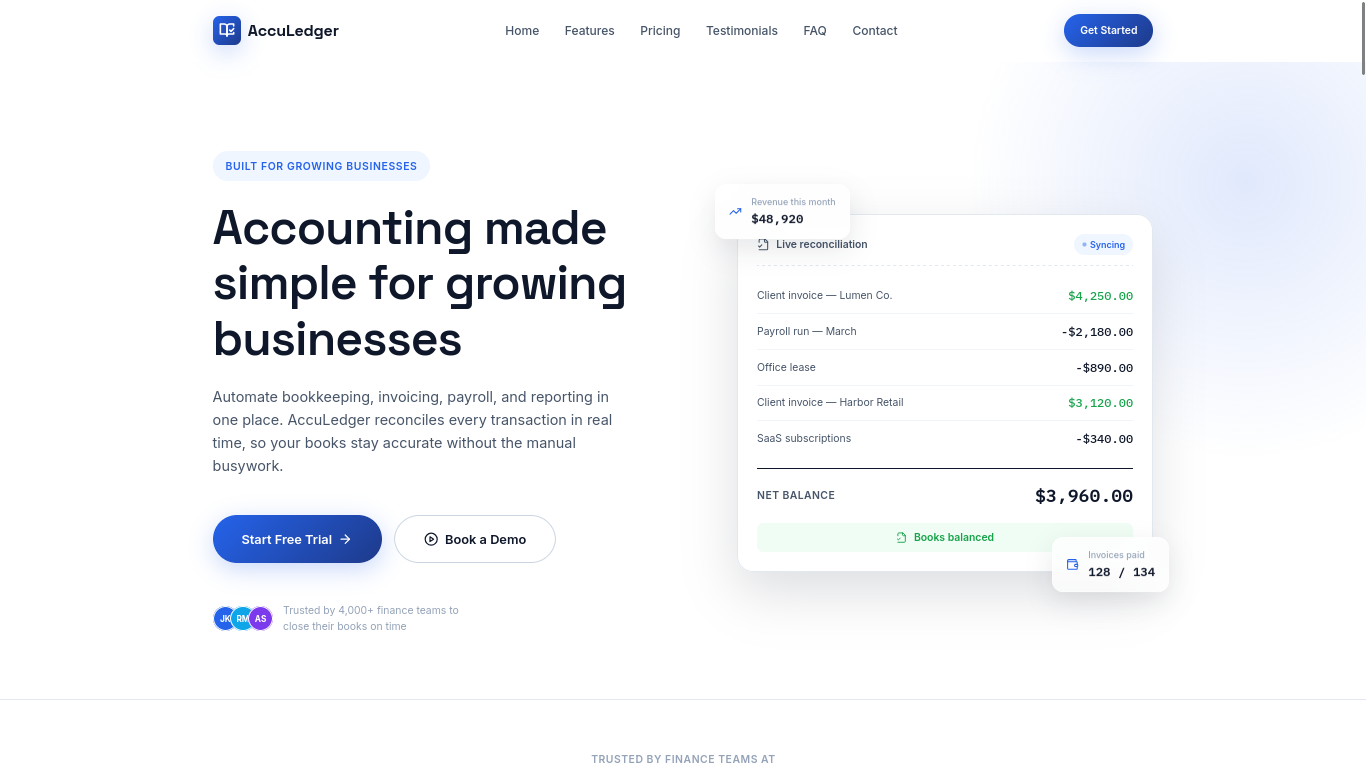 AccuLedger
Home
Features
Pricing
Testimonials
FAQ
Contact
Get Started
BUILT FOR GROWING BUSINESSES
Accounting made
simple for growing
businesses
Automate bookkeeping, invoicing, payroll, and reporting in
one place. AccuLedger reconciles every transaction in real
time, so your books stay accurate without the manual
busywork.
Start Free Trial
Book a Demo
JK
RM
AS
Trusted by 4,000+ finance teams to
close their books on time
Revenue this month
$48,920
Live reconciliation
Syncing
Client invoice — Lumen Co.
$4,250.00
Payroll run — March
-$2,180.00
Office lease
-$890.00
Client invoice — Harbor Retail
$3,120.00
SaaS subscriptions
-$340.00
NET BALANCE
$3,960.00
Books balanced
Invoices paid
128 / 134
TRUSTED BY FINANCE TEAMS AT